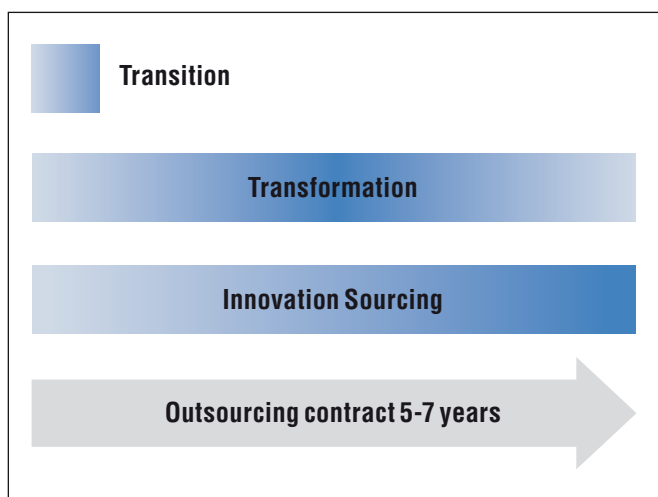 Transition
Transformation
Innovation Sourcing
Outsourcing contract 5-7 years